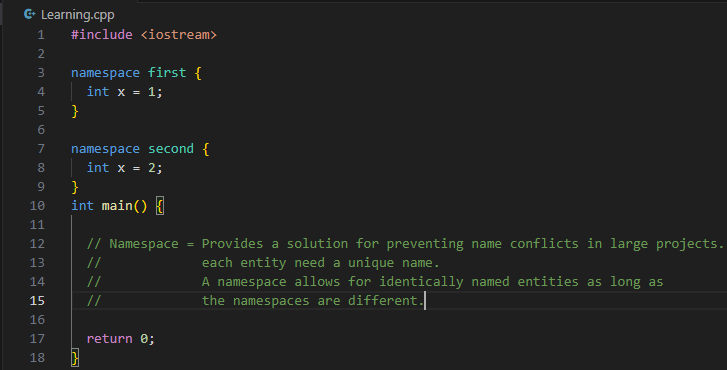 Learning.cpp
1 #include <iostream>
2
3 namespace first {
4   int x = 1;
5 }
6
7 namespace second {
8   int x = 2;
9 }
10 int main() {
11
12   // Namespace = Provides a solution for preventing name conflicts in large projects.
13   //             each entity need a unique name.
14   //             A namespace allows for identically named entities as long as
15   //             the namespaces are different.
16
17   return 0;
18 }